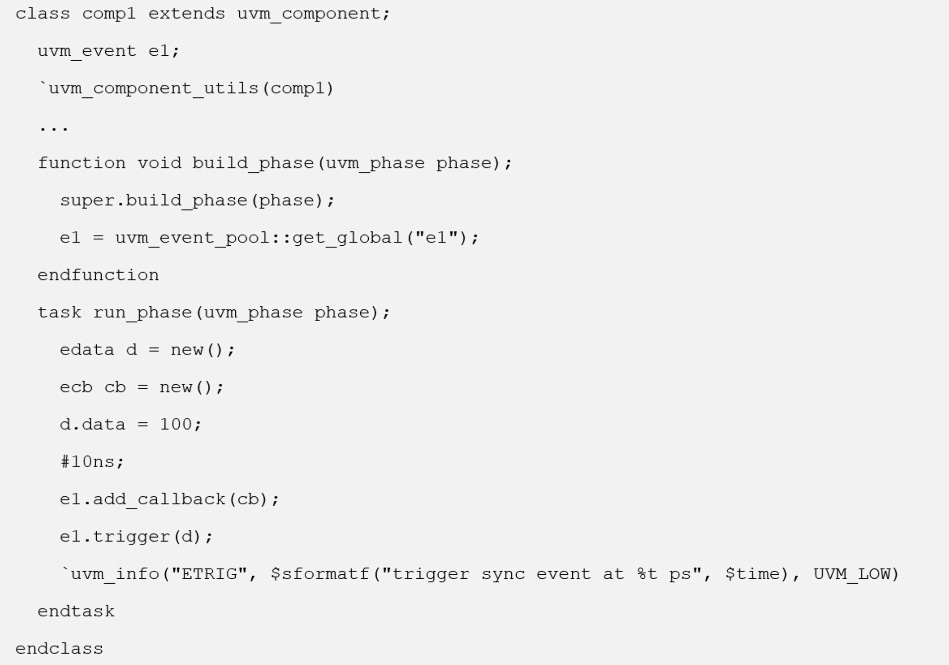 class comp1 extends uvm_component;
uvm_event e1;
`uvm_component_utils(comp1)
...
function void build_phase(uvm_phase phase);
super.build_phase(phase);
e1 = uvm_event_pool::get_global("e1");
endfunction
task run_phase(uvm_phase phase);
edata d = new();
ecb cb = new();
d.data = 100;
#10ns;
e1.add_callback(cb);
e1.trigger(d);
`uvm_info("ETRIG", $sformatf("trigger sync event at %t ps", $time), UVM_LOW)
endtask
endclass